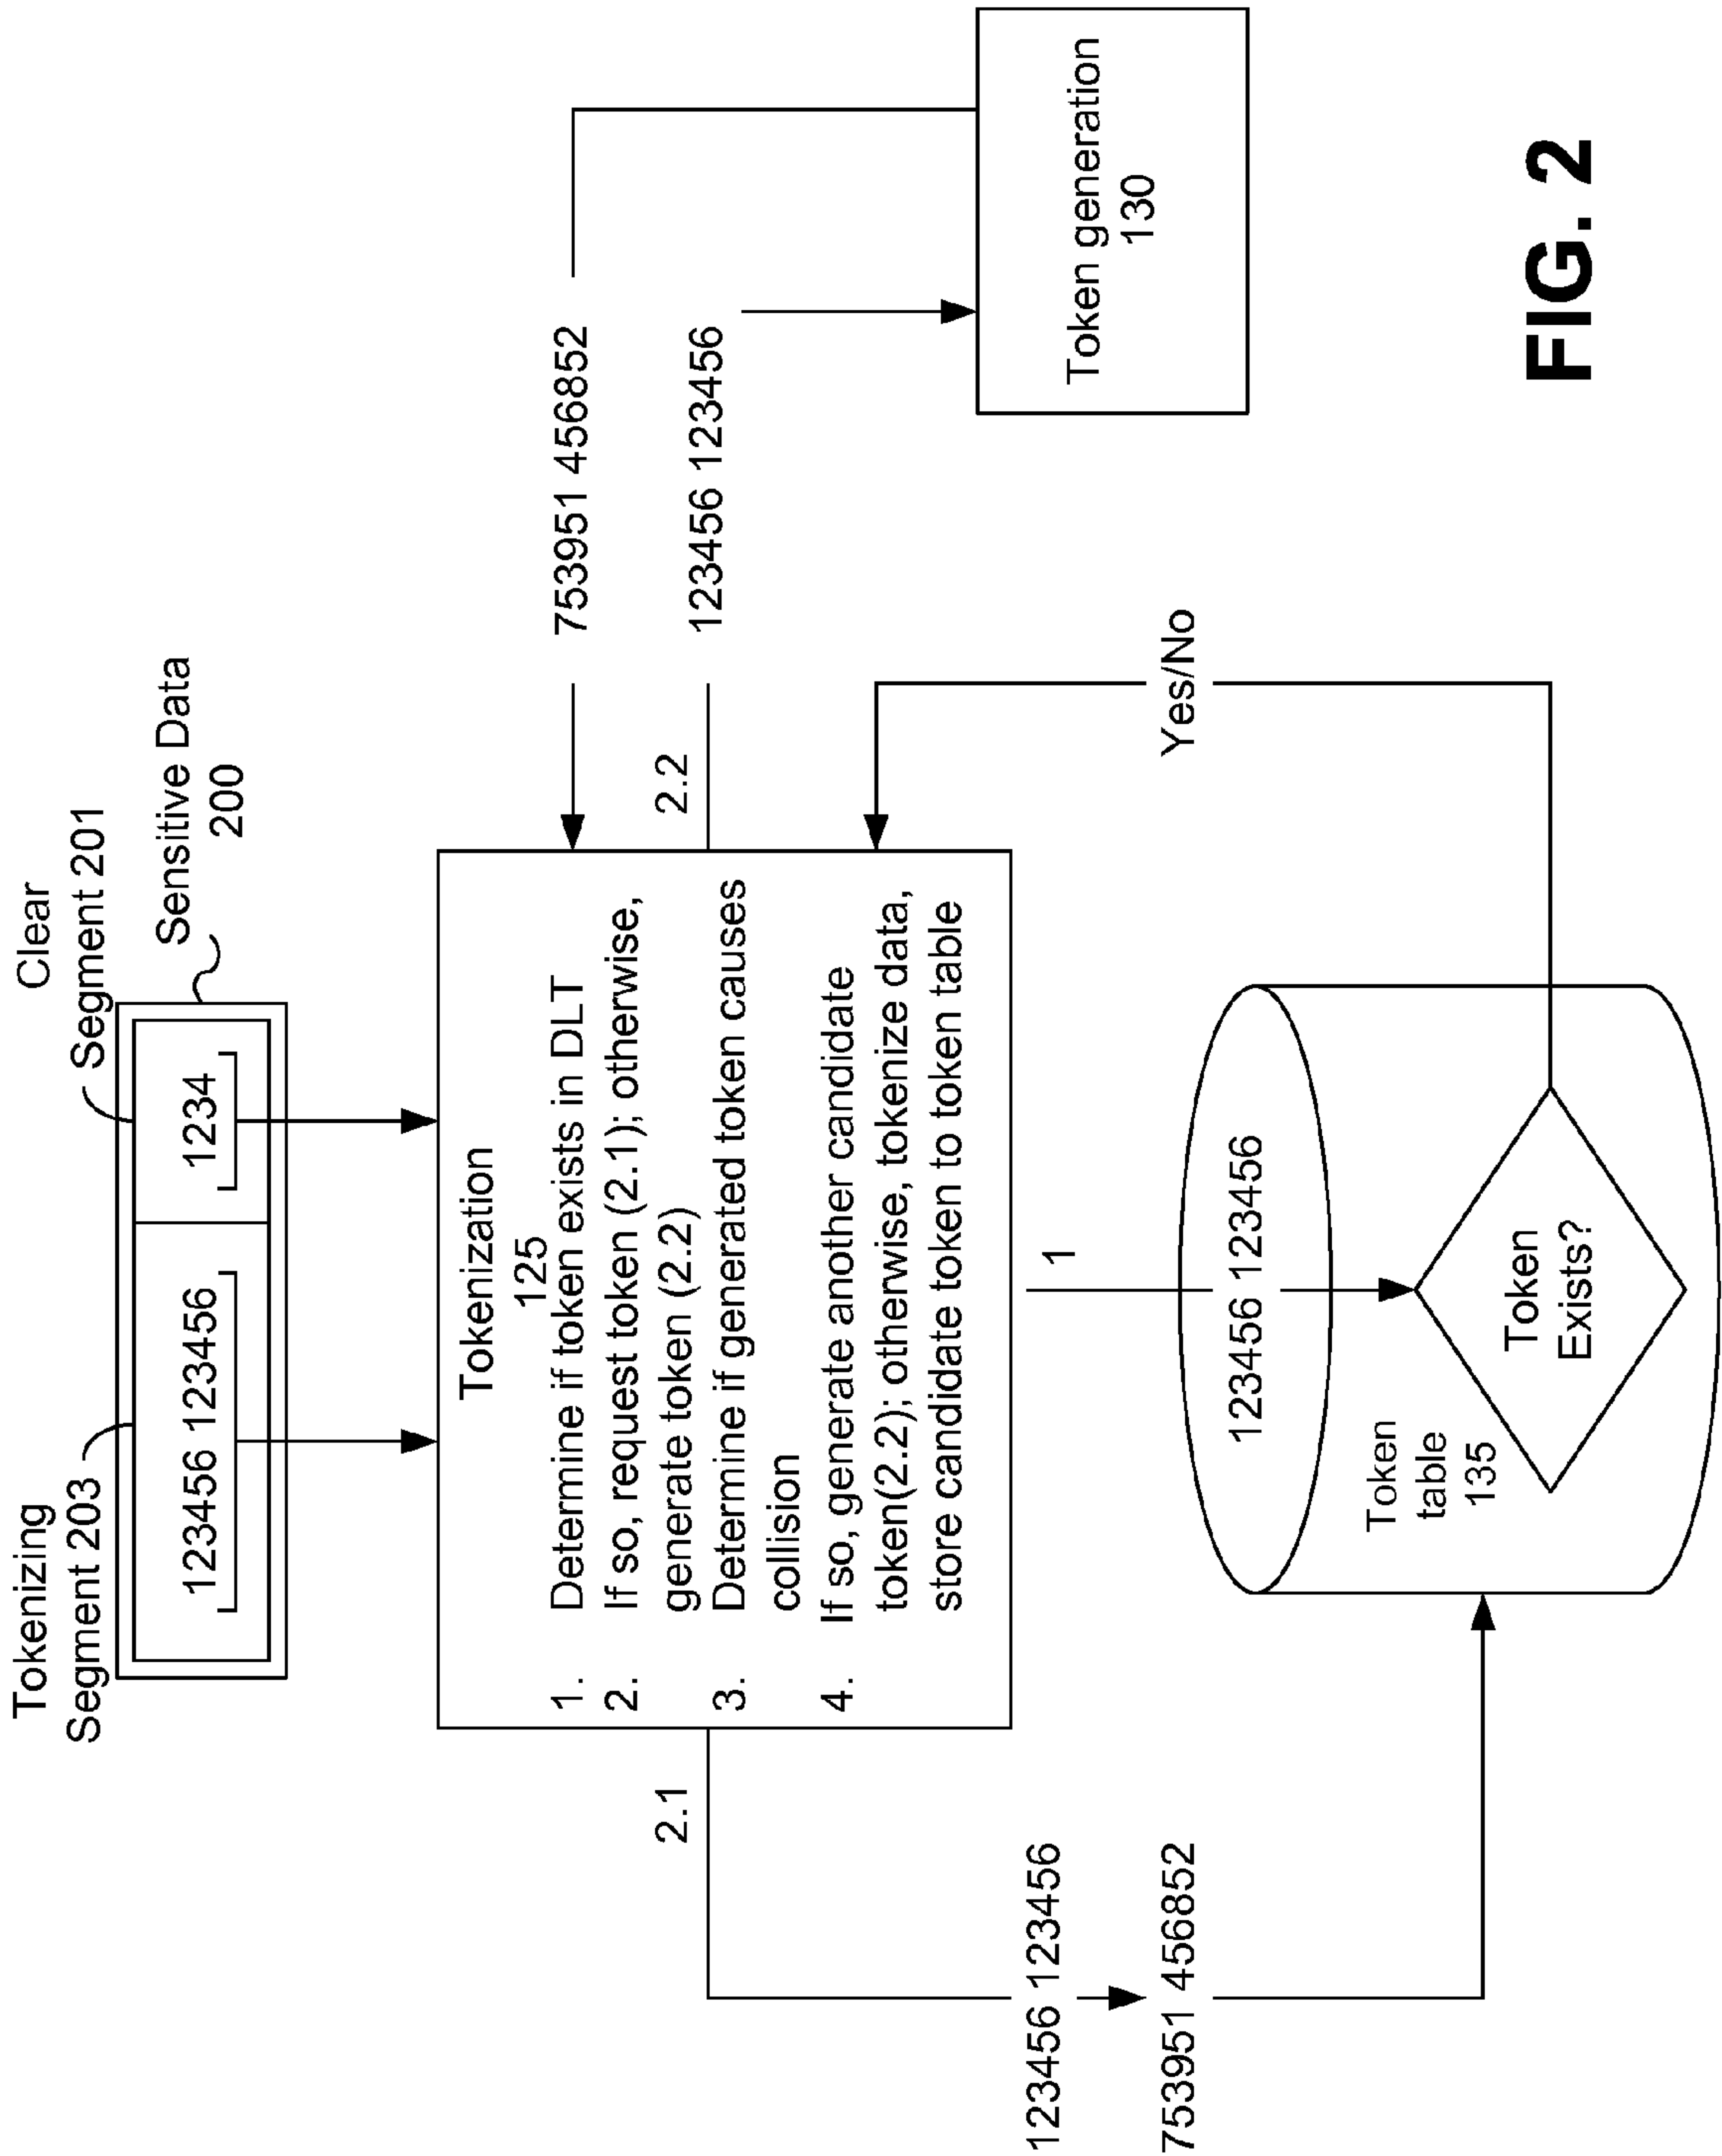 Tokenizing
Segment 203
Clear
Segment 201
123456 123456
1234
Sensitive Data
200
Tokenization
125
1. Determine if token exists in DLT
2. If so, request token (2.1); otherwise,
generate token (2.2)
3. Determine if generated token causes
collision
4. If so, generate another candidate
token(2.2); otherwise, tokenize data,
store candidate token to token table
2.1
2.2
753951 456852
123456 123456
Token generation
130
123456 123456
753951 456852
1
Yes/No
123456 123456
Token
table
135
Token
Exists?
FIG. 2